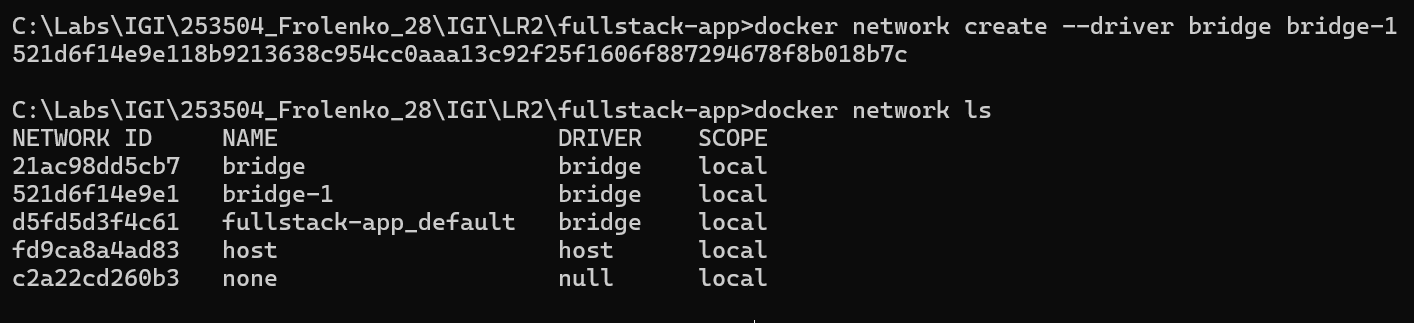 C:\Labs\IGI\253504_Frolenko_28\IGI\LR2\fullstack-app>docker network create --driver bridge bridge-1
521d6f14e9e118b9213638c954cc0aaa13c92f25f1606f887294678f8b018b7c
C:\Labs\IGI\253504_Frolenko_28\IGI\LR2\fullstack-app>docker network ls
NETWORK ID     NAME                    DRIVER    SCOPE
21ac98dd5cb7   bridge                  bridge    local
521d6f14e9e1   bridge-1                bridge    local
d5fd5d3f4c61   fullstack-app_default   bridge    local
fd9ca8a4ad83   host                    host      local
c2a22cd260b3   none                    null      local